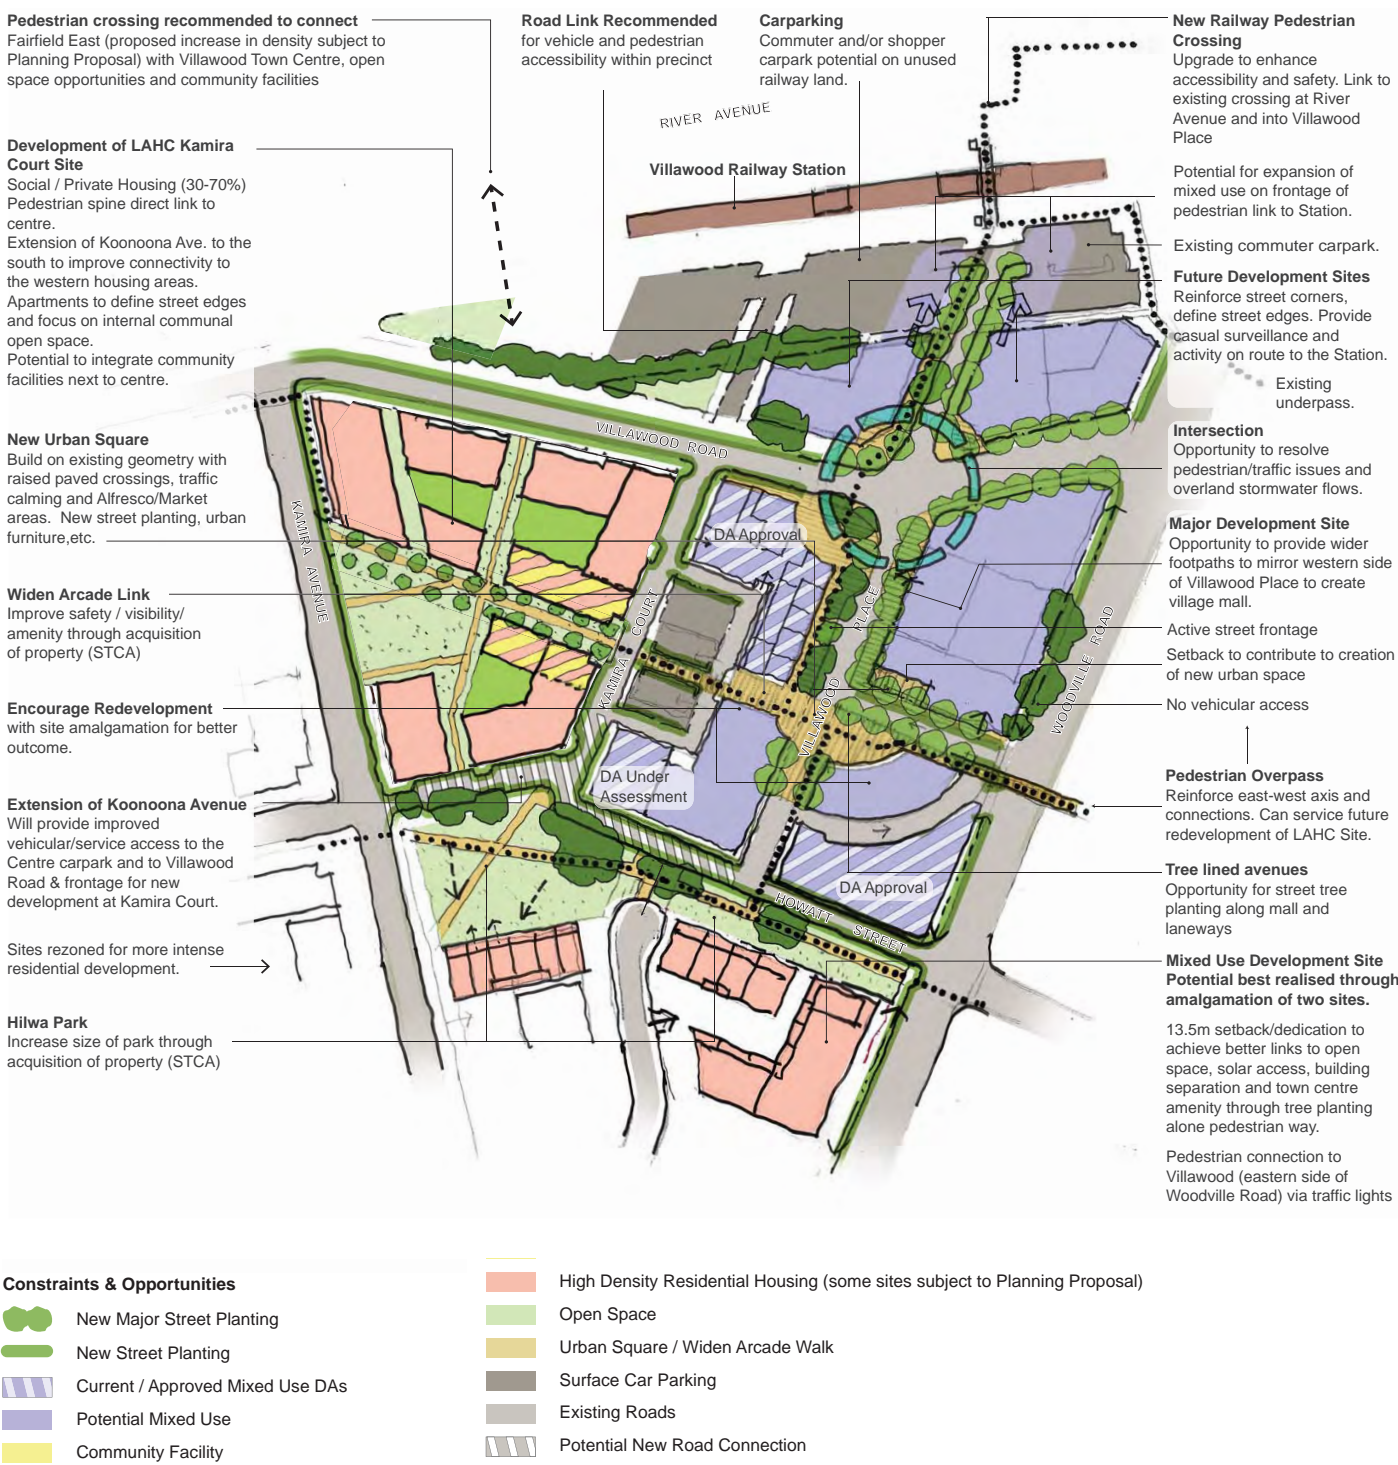 Pedestrian crossing recommended to connect
Fairfield East (proposed increase in density subject to
Planning Proposal) with Villawood Town Centre, open
space opportunities and community facilities
Road Link Recommended
for vehicle and pedestrian
accessibility within precinct
Carparking
Commuter and/or shopper
carpark potential on unused
railway land.
New Railway Pedestrian
Crossing
Upgrade to enhance
accessibility and safety. Link to
existing crossing at River
Avenue and into Villawood
Place
RIVER AVENUE
Villawood Railway Station
Development of LAHC Kamira
Court Site
Social / Private Housing (30-70%)
Pedestrian spine direct link to
centre.
Extension of Koonoona Ave. to the
south to improve connectivity to
the western housing areas.
Apartments to define street edges
and focus on internal communal
open space.
Potential to integrate community
facilities next to centre.
Potential for expansion of
mixed use on frontage of
pedestrian link to Station.
Existing commuter carpark.
Future Development Sites
Reinforce street corners,
define street edges. Provide
casual surveillance and
activity on route to the Station.
Existing
underpass.
New Urban Square
Build on existing geometry with
raised paved crossings, traffic
calming and Alfresco/Market
areas. New street planting, urban
furniture,etc.
Intersection
Opportunity to resolve
pedestrian/traffic issues and
overland stormwater flows.
VILLAWOOD ROAD
KAMIRA AVENUE
DA Approval
Major Development Site
Opportunity to provide wider
footpaths to mirror western side
of Villawood Place to create
village mall.
Widen Arcade Link
Improve safety / visibility/
amenity through acquisition
of property (STCA)
KAMIRA COURT
VILLAWOOD PLACE
WOODVILLE ROAD
Active street frontage
Setback to contribute to creation
of new urban space
No vehicular access
Encourage Redevelopment
with site amalgamation for better
outcome.
DA Under
Assessment
Pedestrian Overpass
Reinforce east-west axis and
connections. Can service future
redevelopment of LAHC Site.
Extension of Koonoona Avenue
Will provide improved
vehicular/service access to the
Centre carpark and to Villawood
Road & frontage for new
development at Kamira Court.
Tree lined avenues
Opportunity for street tree
planting along mall and
laneways
DA Approval
HOWATT STREET
Sites rezoned for more intense
residential development.
Mixed Use Development Site
Potential best realised through
amalgamation of two sites.
13.5m setback/dedication to
achieve better links to open
space, solar access, building
separation and town centre
amenity through tree planting
alone pedestrian way.
Pedestrian connection to
Villawood (eastern side of
Woodville Road) via traffic lights
Hilwa Park
Increase size of park through
acquisition of property (STCA)
Constraints & Opportunities
New Major Street Planting
New Street Planting
Current / Approved Mixed Use DAs
Potential Mixed Use
Community Facility
High Density Residential Housing (some sites subject to Planning Proposal)
Open Space
Urban Square / Widen Arcade Walk
Surface Car Parking
Existing Roads
Potential New Road Connection